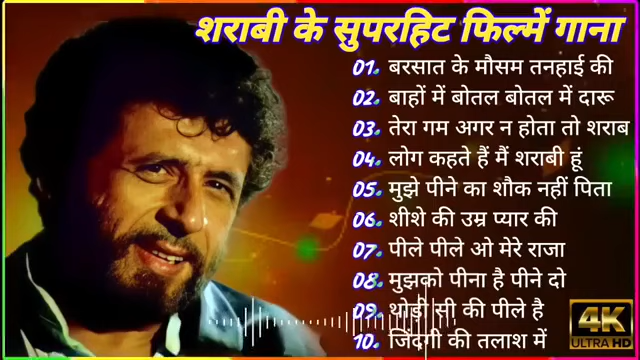 शराबी के सुपरहिट फिल्में गाना
01. बरसात के मौसम तनहाई की
02. बाहों में बोतल बोतल में दारू
03. तेरा गम अगर न होता तो शराब
04. लोग कहते हैं मैं शराबी हूं
05. मुझे पीने का शौक नहीं पिता
06. शीशे की उम्र प्यार की
07. पीले पीले ओ मेरे राजा
08. मुझको पीना है पीने दो
09. थोड़ी सी की पीले है
10. जिंदगी की तलाश में
4K
ULTRA HD